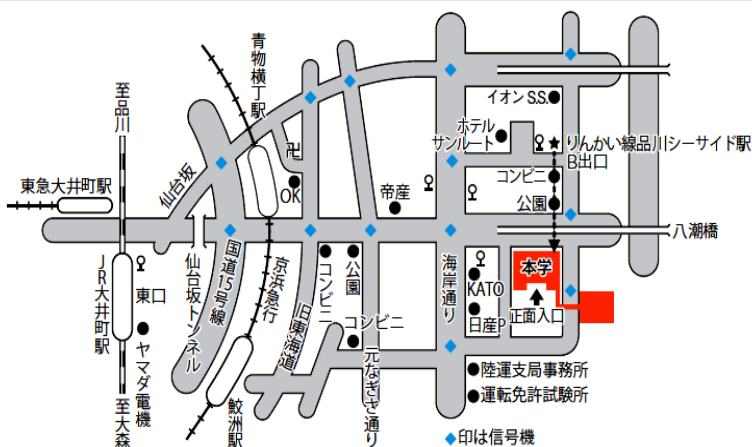 至品川
青物横丁駅
イオンS.S.
ホテル
サンルート
りんかい線品川シーサイド駅
B出口
卍
東急大井町駅
仙台坂
OK
帝産
コンビニ
公園
八潮橋
JR大井町駅
東口
仙台坂トンネル
国道15号線
京浜急行
旧東海道
コンビニ
公園
海岸通り
KATO
本学
正面入口
日産P
コンビニ
ヤマダ電機
元なぎさ通り
至大森
鮫洲駅
陸運支局事務所
運転免許試験所
印は信号機